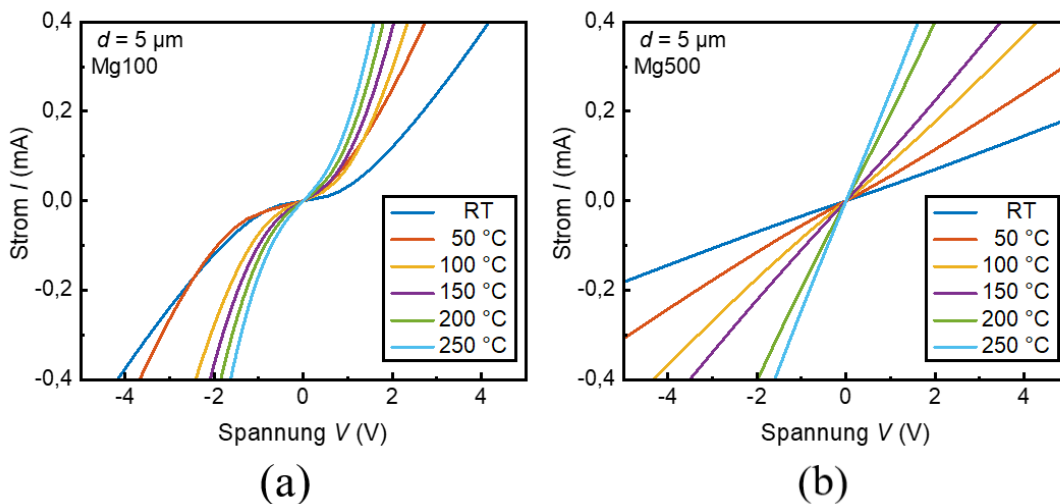 d = 5 µm
Mg100
0,4
0,2
0,0
-0,2
-0,4
Strom I (mA)
-4 -2 0 2 4
Spannung V (V)
RT
50 °C
100 °C
150 °C
200 °C
250 °C
(a)
d = 5 µm
Mg500
0,4
0,2
0,0
-0,2
-0,4
Strom I (mA)
-4 -2 0 2 4
Spannung V (V)
RT
50 °C
100 °C
150 °C
200 °C
250 °C
(b)